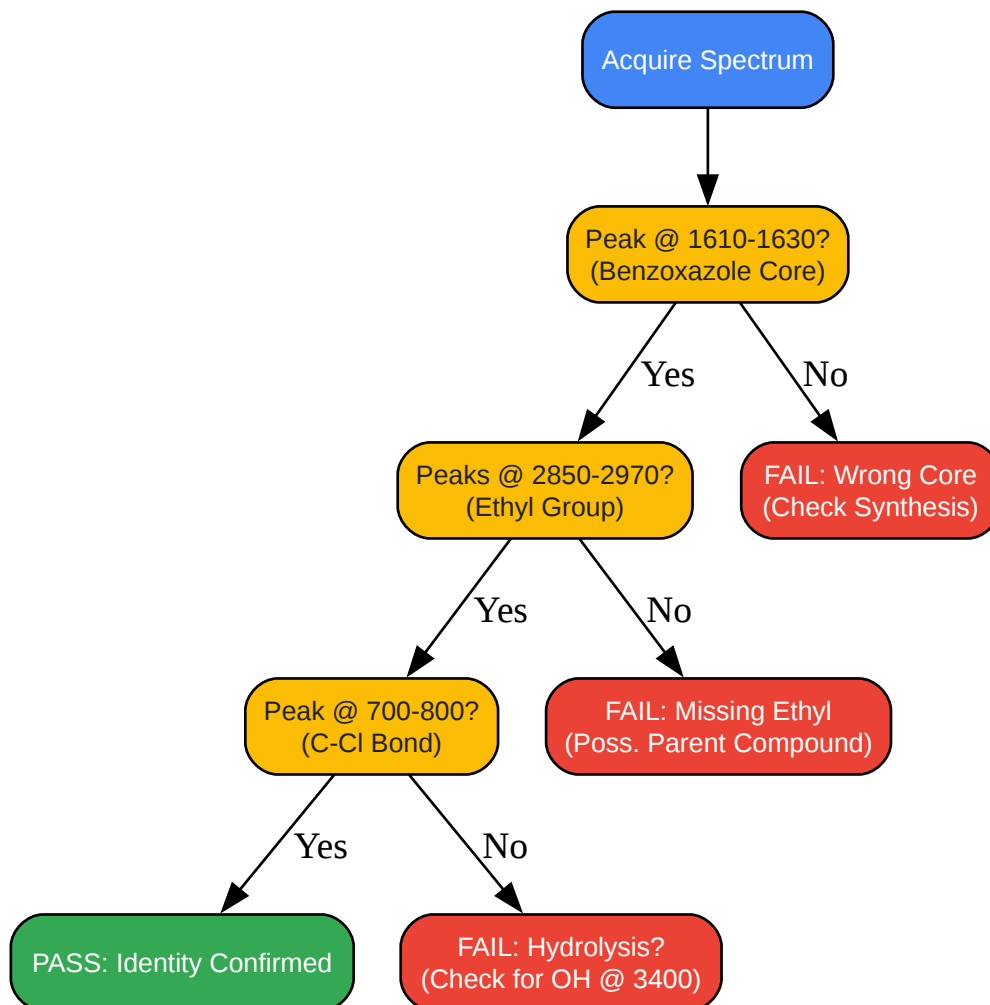 Acquire Spectrum
Peak @ 1610-1630?
(Benzoxazole Core)
Yes
No
Peaks @ 2850-2970?
(Ethyl Group)
FAIL: Wrong Core
(Check Synthesis)
Yes
No
Peak @ 700-800?
(C-Cl Bond)
FAIL: Missing Ethyl
(Poss. Parent Compound)
Yes
No
PASS: Identity Confirmed
FAIL: Hydrolysis?
(Check for OH @ 3400)